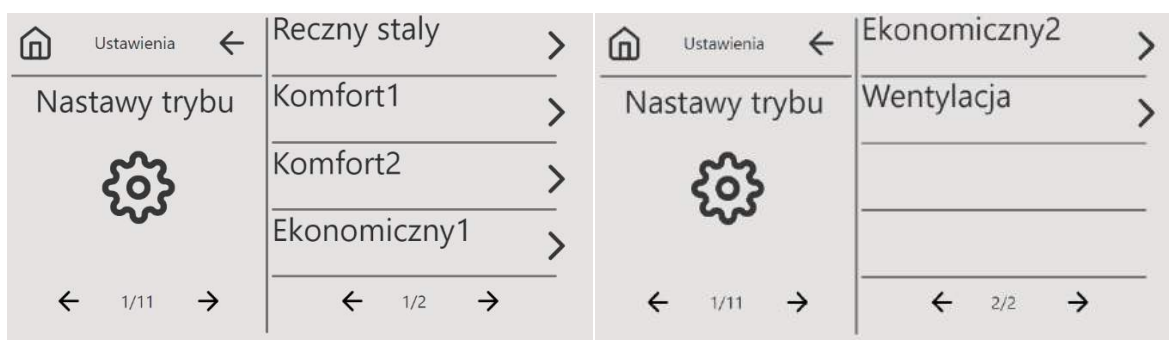 Ustawienia
Nastawy trybu
1/11
Reczny staly
Komfort1
Komfort2
Ekonomiczny1
1/2
Ustawienia
Nastawy trybu
1/11
Ekonomiczny2
Wentylacja
2/2